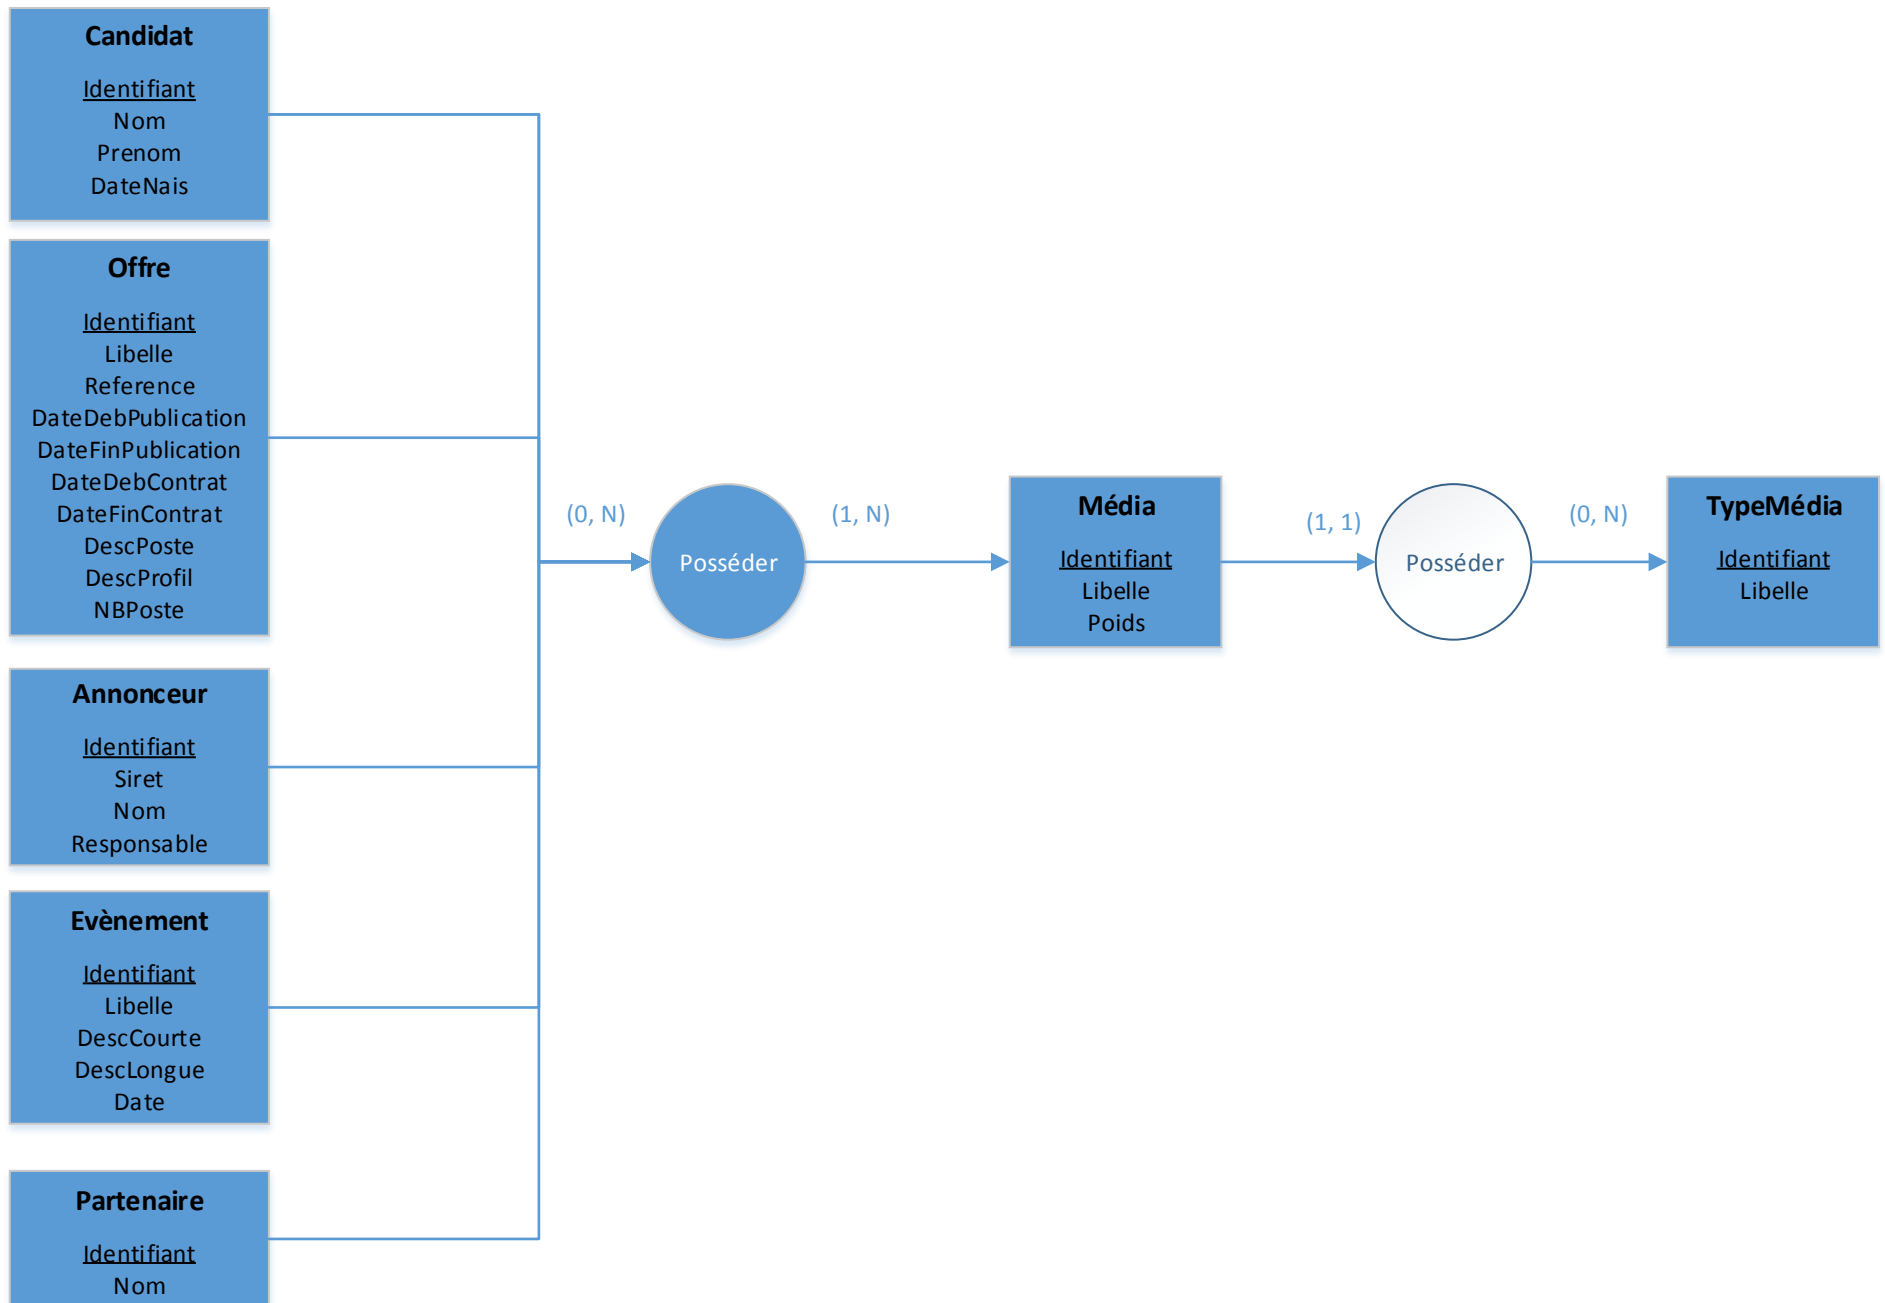 Candidat
Identifiant
Nom
Prenom
DateNais
Offre
Identifiant
Libelle
Reference
DateDebPublication
DateFinPublication
DateDebContrat
DateFinContrat
DescPoste
DescProfil
NBPoste
Annonceur
Identifiant
Siret
Nom
Responsable
Evènement
Identifiant
Libelle
DescCourte
DescLongue
Date
Partenaire
Identifiant
Nom
(0, N)
Posséder
(1, N)
Média
Identifiant
Libelle
Poids
(1, 1)
Posséder
(0, N)
TypeMédia
Identifiant
Libelle